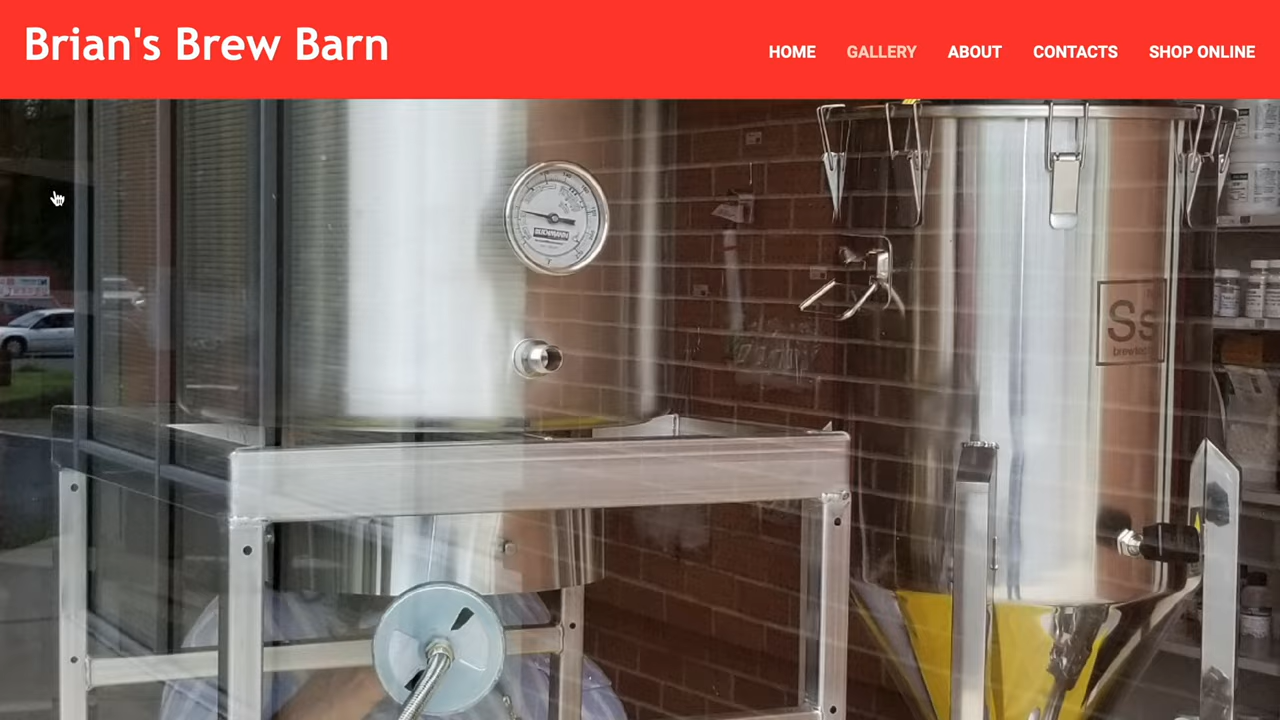 Brian's Brew Barn
HOME
GALLERY
ABOUT
CONTACTS
SHOP ONLINE
Ss